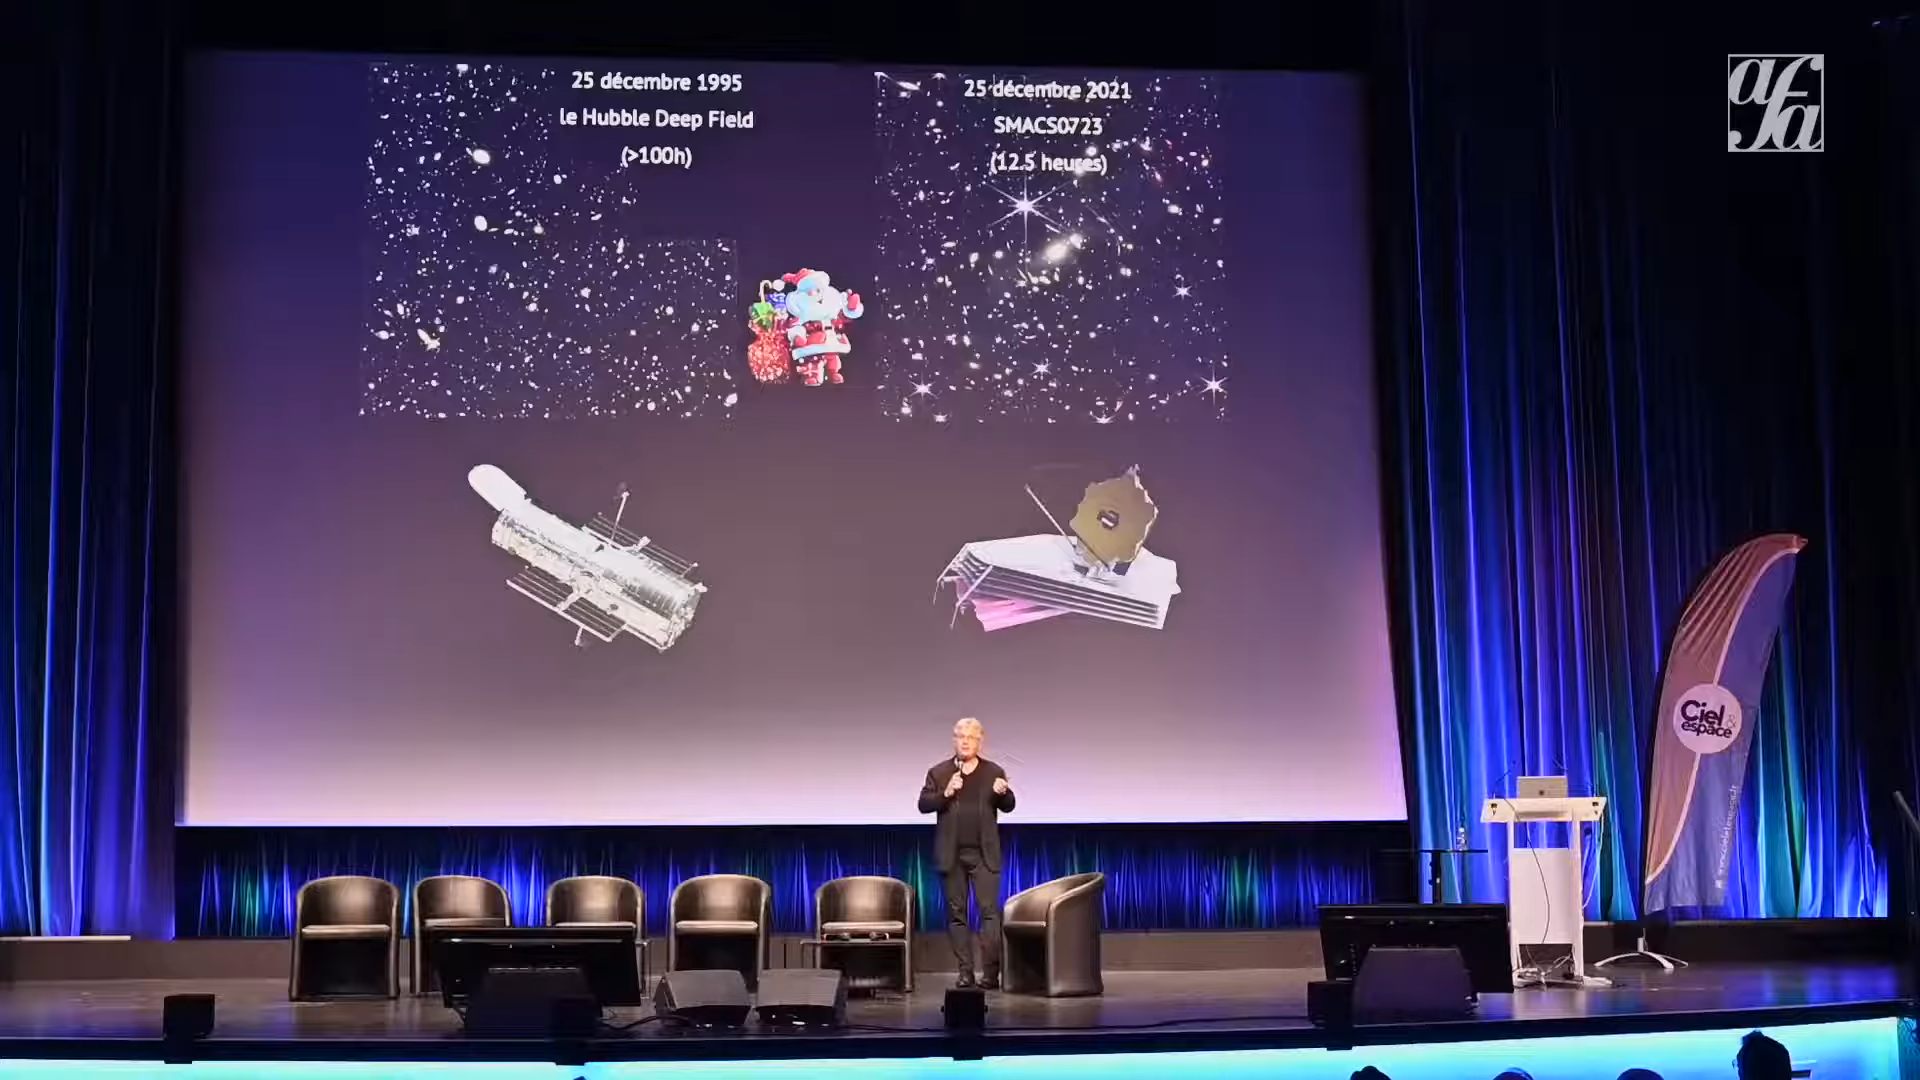 25 décembre 1995
le Hubble Deep Field
(>100h)
25 décembre 2021
SMACS0723
(12.5 heures)
afa
Ciel &
espace